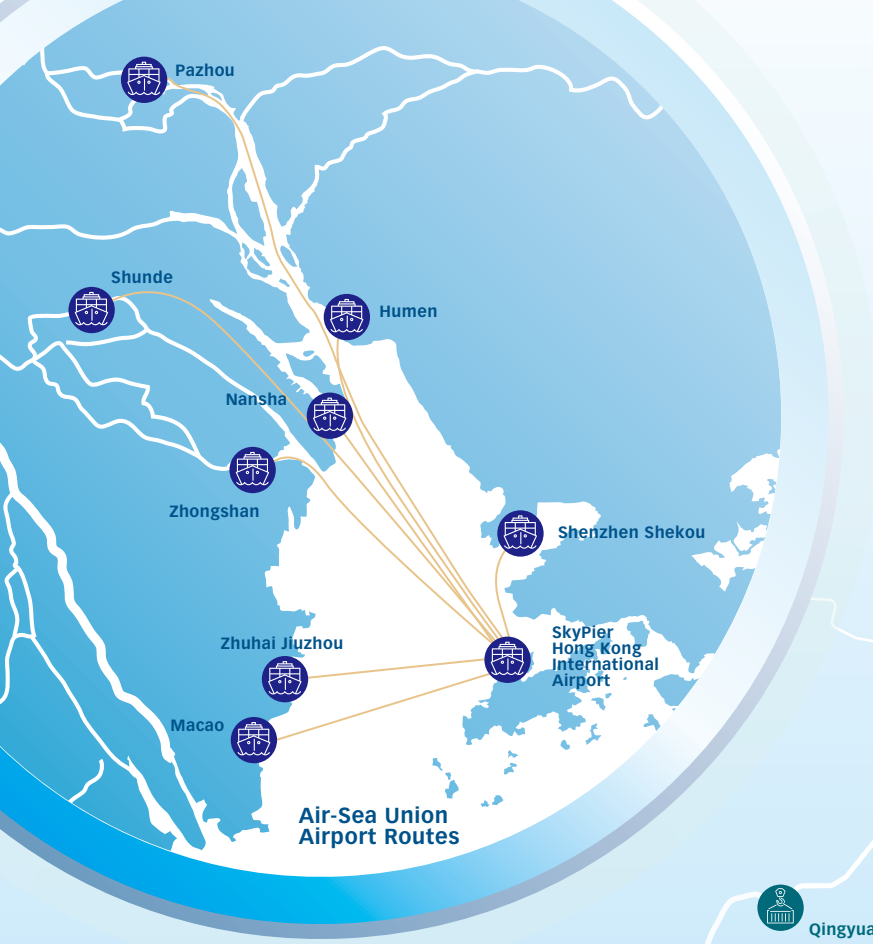 Pazhou
Shunde
Humen
Nansha
Zhongshan
Shenzhen Shekou
SkyPier
Hong Kong
International
Airport
Zhuhai Jiuzhou
Macao
Air-Sea Union
Airport Routes
Qingyua